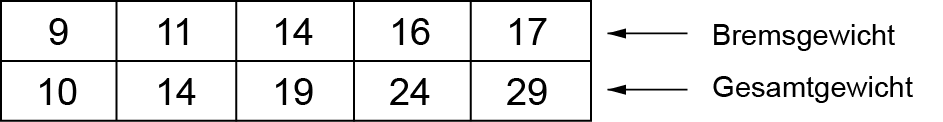 9 11 14 16 17 Bremsgewicht
10 14 19 24 29 Gesamtgewicht